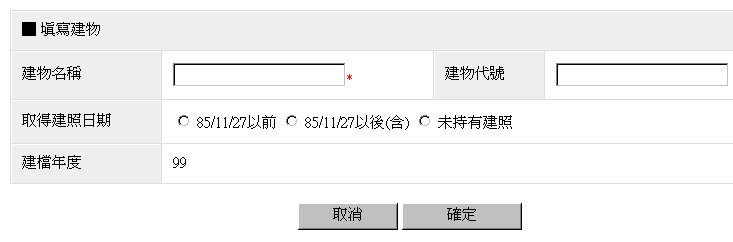 ■ 填寫建物
建物名稱 * 建物代號
取得建照日期 85/11/27以前 85/11/27以後(含) 未持有建照
建檔年度 99
取消 確定